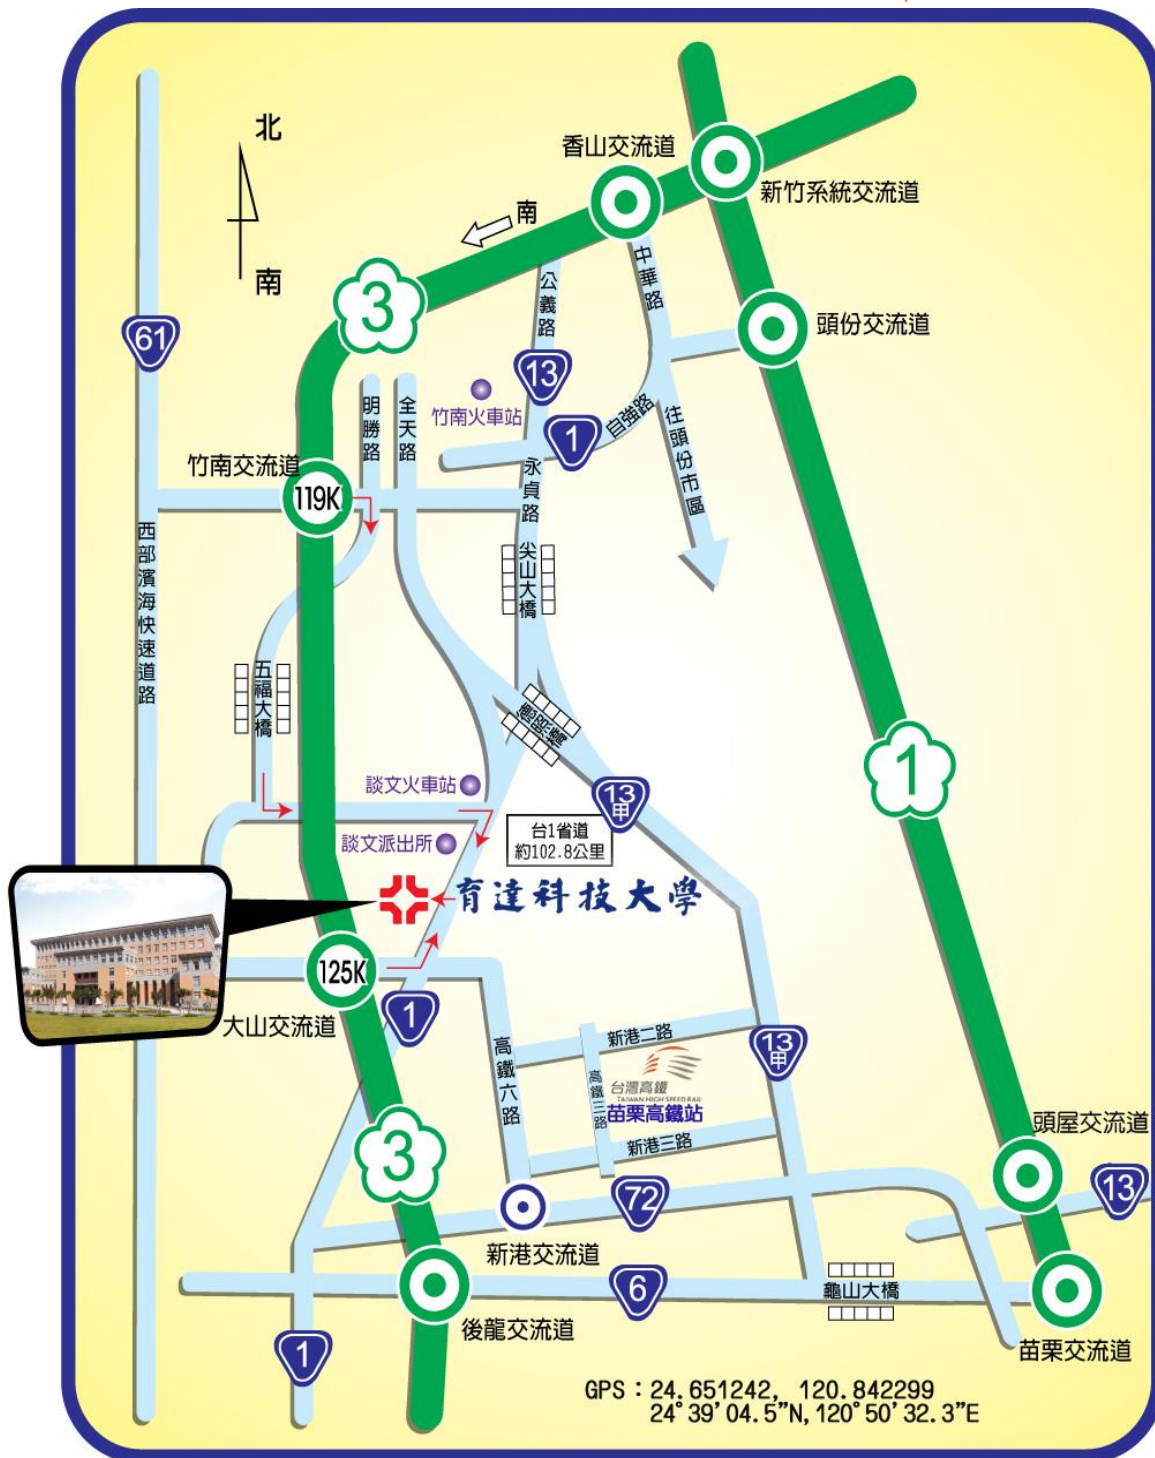 北
南
香山交流道
新竹系統交流道
南
中華路
公義路
3
61
頭份交流道
13
明勝路
全天路
竹南火車站
1
自強路
往頭份市區
竹南交流道
119K
永貞路
西部濱海快速道路
尖山大橋
五福大橋
德熙橋
1
談文火車站
13甲
台1省道
約102.8公里
談文派出所
育達科技大學
125K
大山交流道
1
新港二路
13甲
高鐵六路
高鐵三路
台灣高鐵
TAIWAN HIGH SPEED RAIL
苗栗高鐵站
新港三路
3
頭屋交流道
72
13
新港交流道
6
龜山大橋
後龍交流道
1
苗栗交流道
GPS：24.651242, 120.842299
24°39'04.5"N,120°50'32.3"E